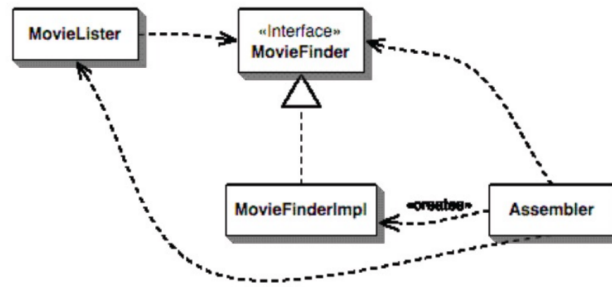 MovieLister
«Interface»
MovieFinder
MovieFinderImpl
«creates»
Assembler